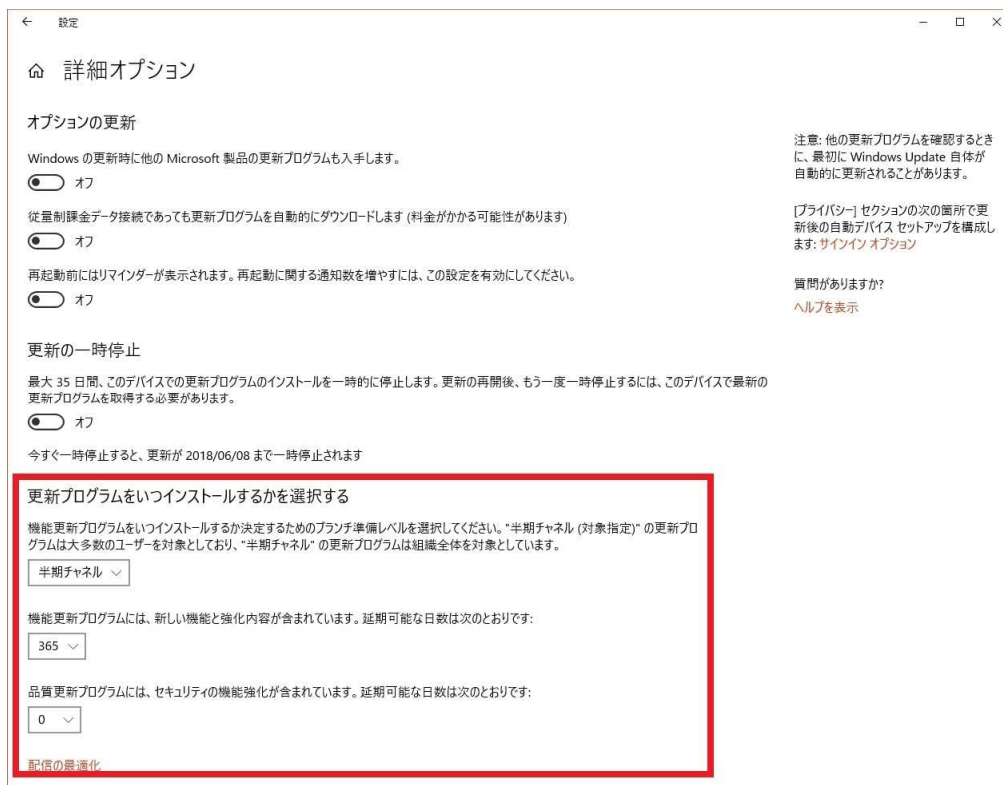 設定
詳細オプション
オプションの更新
Windows の更新時に他の Microsoft 製品の更新プログラムも入手します。
オフ
従量制課金データ接続であっても更新プログラムを自動的にダウンロードします (料金がかかる可能性があります)
オフ
再起動前にはリマインダーが表示されます。再起動に関する通知数を増やすには、この設定を有効にしてください。
オフ
更新の一時停止
最大 35 日間、このデバイスでの更新プログラムのインストールを一時的に停止します。更新の再開後、もう一度一時停止するには、このデバイスで最新の
更新プログラムを取得する必要があります。
オフ
今すぐ一時停止すると、更新が 2018/06/08 まで一時停止されます
更新プログラムをいつインストールするかを選択する
機能更新プログラムをいつインストールするか決定するためのブランチ準備レベルを選択してください。"半期チャネル (対象指定)" の更新プロ
グラムは大多数のユーザーを対象としており、"半期チャネル" の更新プログラムは組織全体を対象としています。
半期チャネル
機能更新プログラムには、新しい機能と強化内容が含まれています。延期可能な日数は次のとおりです:
365
品質更新プログラムには、セキュリティの機能強化が含まれています。延期可能な日数は次のとおりです:
0
配信の最適化
注意: 他の更新プログラムを確認するとき
に、最初に Windows Update 自体が
自動的に更新されることがあります。
[プライバシー] セクションの次の箇所で更
新後の自動デバイス セットアップを構成し
ます: サインイン オプション
質問がありますか?
ヘルプを表示